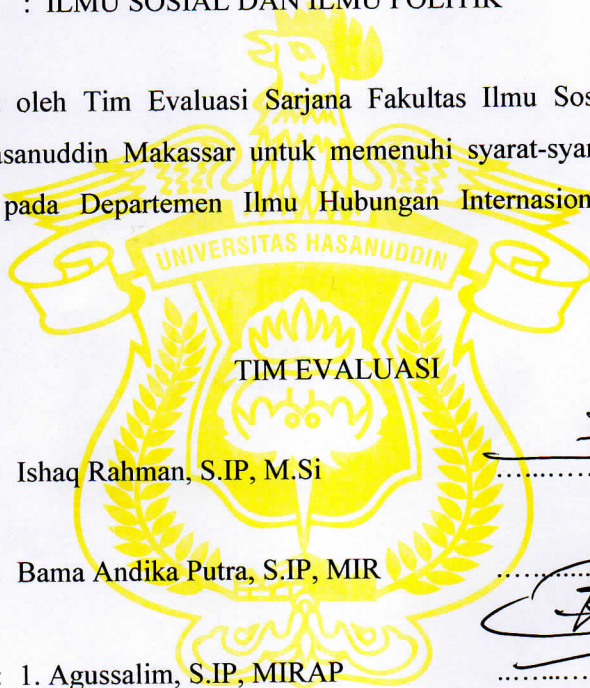 : ILMU SOSIAL DAN ILMU POLITIK
oleh Tim Evaluasi Sarjana Fakultas Ilmu Sos
asanuddin Makassar untuk memenuhi syarat-syar
pada Departemen Ilmu Hubungan Internasion
UNIVERSITAS HASANUDDIN
TIM EVALUASI
Ishaq Rahman, S.IP, M.Si
Bama Andika Putra, S.IP, MIR
: 1. Agussalim, S.IP, MIRAP